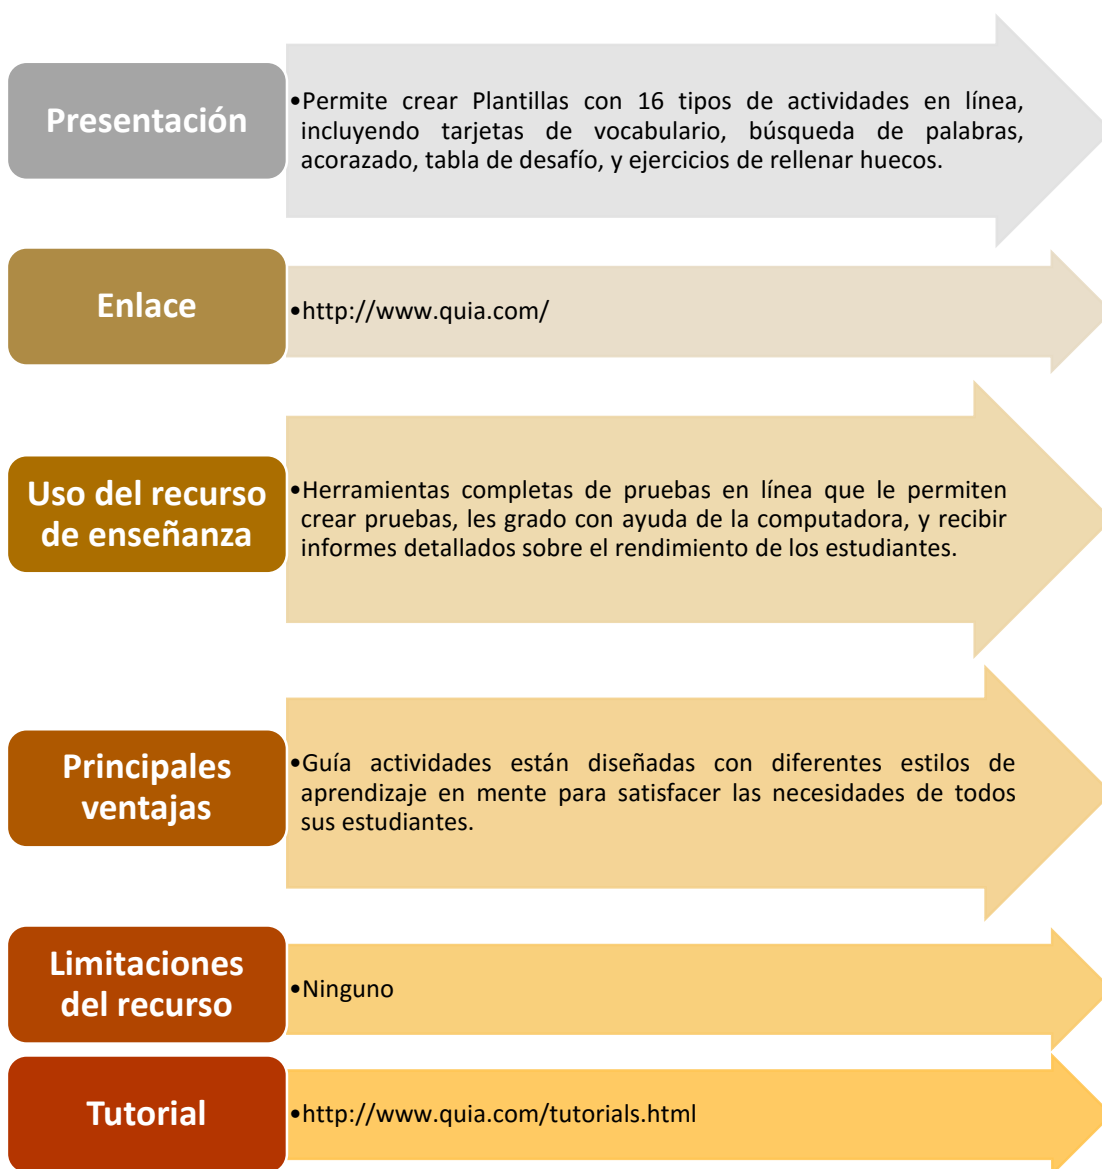 Presentación
•Permite crear Plantillas con 16 tipos de actividades en línea,
incluyendo tarjetas de vocabulario, búsqueda de palabras,
acorazado, tabla de desafío, y ejercicios de rellenar huecos.
Enlace
•http://www.quia.com/
Uso del recurso
de enseñanza
•Herramientas completas de pruebas en línea que le permiten
crear pruebas, les grado con ayuda de la computadora, y recibir
informes detallados sobre el rendimiento de los estudiantes.
Principales
ventajas
•Guía actividades están diseñadas con diferentes estilos de
aprendizaje en mente para satisfacer las necesidades de todos
sus estudiantes.
Limitaciones
del recurso
•Ninguno
Tutorial
•http://www.quia.com/tutorials.html